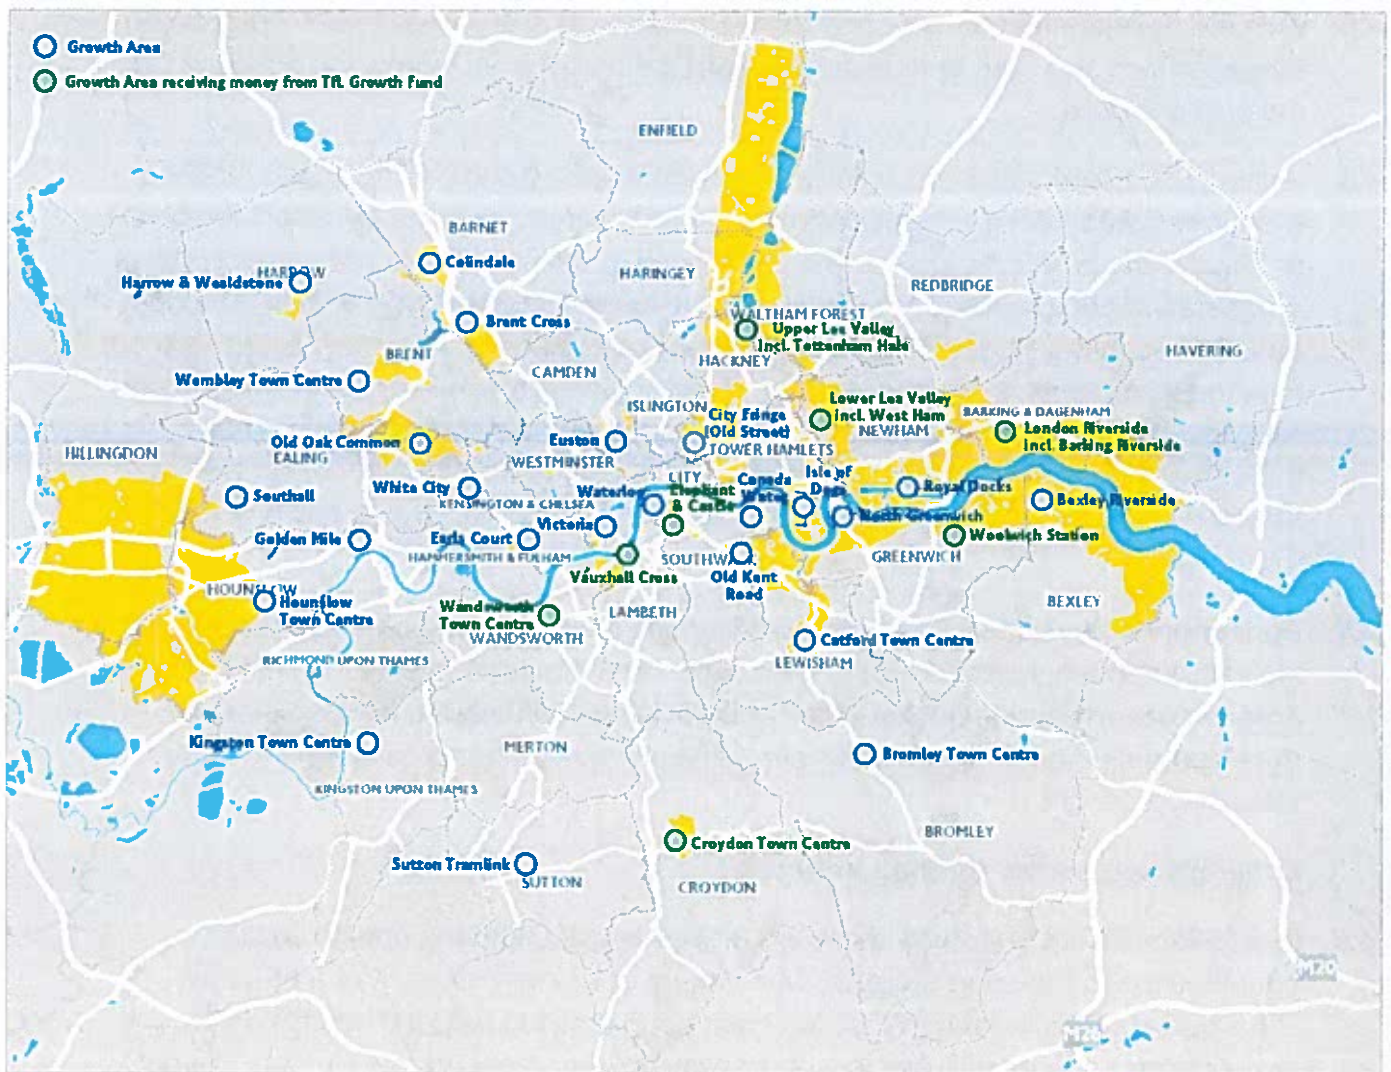 Growth Area
Growth Area receiving money from TfL Growth Fund
ENFIELD
BARNET
Colindale
HARROW
Harrow & Wealdstone
HARINGEY
REDBRIDGE
WALTHAM FOREST
Upper Lea Valley
Incl. Tottenham Hale
Brent Cross
BRENT
HACKNEY
HAVERING
CAMDEN
Wembley Town Centre
ISLINGTON
City Fringe
(Old Street)
Lower Lea Valley
incl. West Ham
BARKING & DAGENHAM
NEWHAM
London Riverside
incl. Barking Riverside
Old Oak Common
EALING
Euston
TOWER HAMLETS
HILLINGDON
WESTMINSTER
CITY
Isle of
Dogs
Canada
Water
White City
Southall
KENSINGTON & CHELSEA
Waterloo
Elephant
& Castle
Royal Docks
Bexley Riverside
North Greenwich
Victoria
Golden Mile
Earls Court
Woolwich Station
HAMMERSMITH & FULHAM
SOUTHWARK
GREENWICH
Vauxhall Cross
Old Kent
Road
HOUNSLOW
Hounslow
Town Centre
Wandsworth
Town Centre
LAMBETH
BEXLEY
WANDSWORTH
Catford Town Centre
RICHMOND UPON THAMES
LEWISHAM
Kingston Town Centre
MERTON
Bromley Town Centre
KINGSTON UPON THAMES
BROMLEY
Croydon Town Centre
Sutton Tramlink
SUTTON
CROYDON
M20
M26